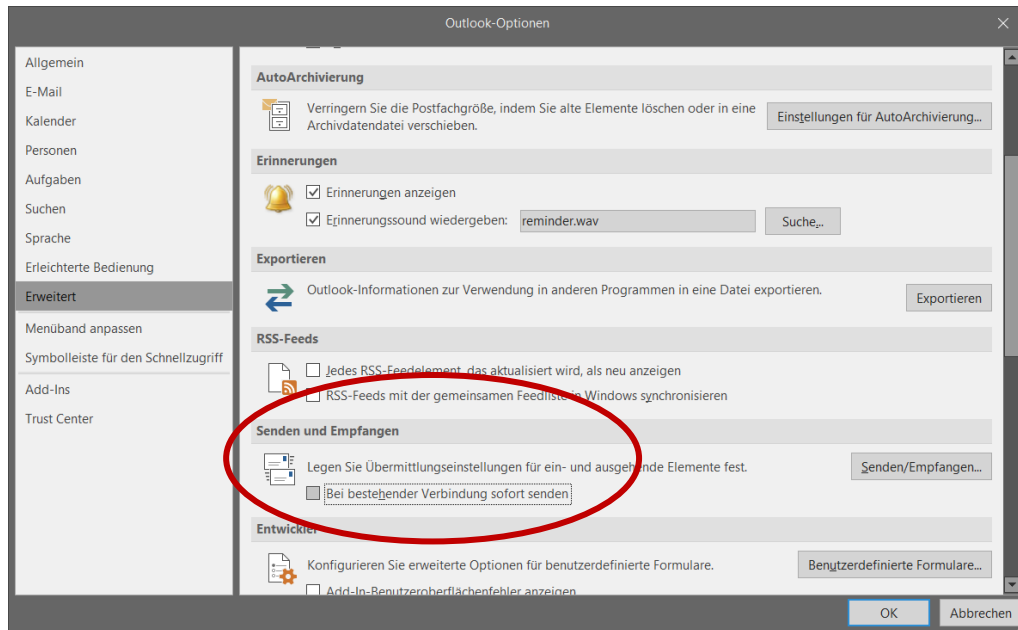 Outlook-Optionen
Allgemein
E-Mail
Kalender
Personen
Aufgaben
Suchen
Sprache
Erleichterte Bedienung
Erweitert
Menüband anpassen
Symbolleiste für den Schnellzugriff
Add-Ins
Trust Center
AutoArchivierung
Verringern Sie die Postfachgröße, indem Sie alte Elemente löschen oder in eine
Archivdatendatei verschieben.
Einstellungen für AutoArchivierung...
Erinnerungen
Erinnerungen anzeigen
Erinnerungssound wiedergeben: reminder.wav Suche...
Exportieren
Outlook-Informationen zur Verwendung in anderen Programmen in eine Datei exportieren.
Exportieren
RSS-Feeds
Jedes RSS-Feedelement, das aktualisiert wird, als neu anzeigen
RSS-Feeds mit der gemeinsamen Feedliste in Windows synchronisieren
Senden und Empfangen
Legen Sie Übermittlungseinstellungen für ein- und ausgehende Elemente fest. Senden/Empfangen...
Bei bestehender Verbindung sofort senden
Entwickler
Konfigurieren Sie erweiterte Optionen für benutzerdefinierte Formulare. Benutzerdefinierte Formulare...
Add-In-Benutzeroberflächenfehler anzeigen
OK Abbrechen